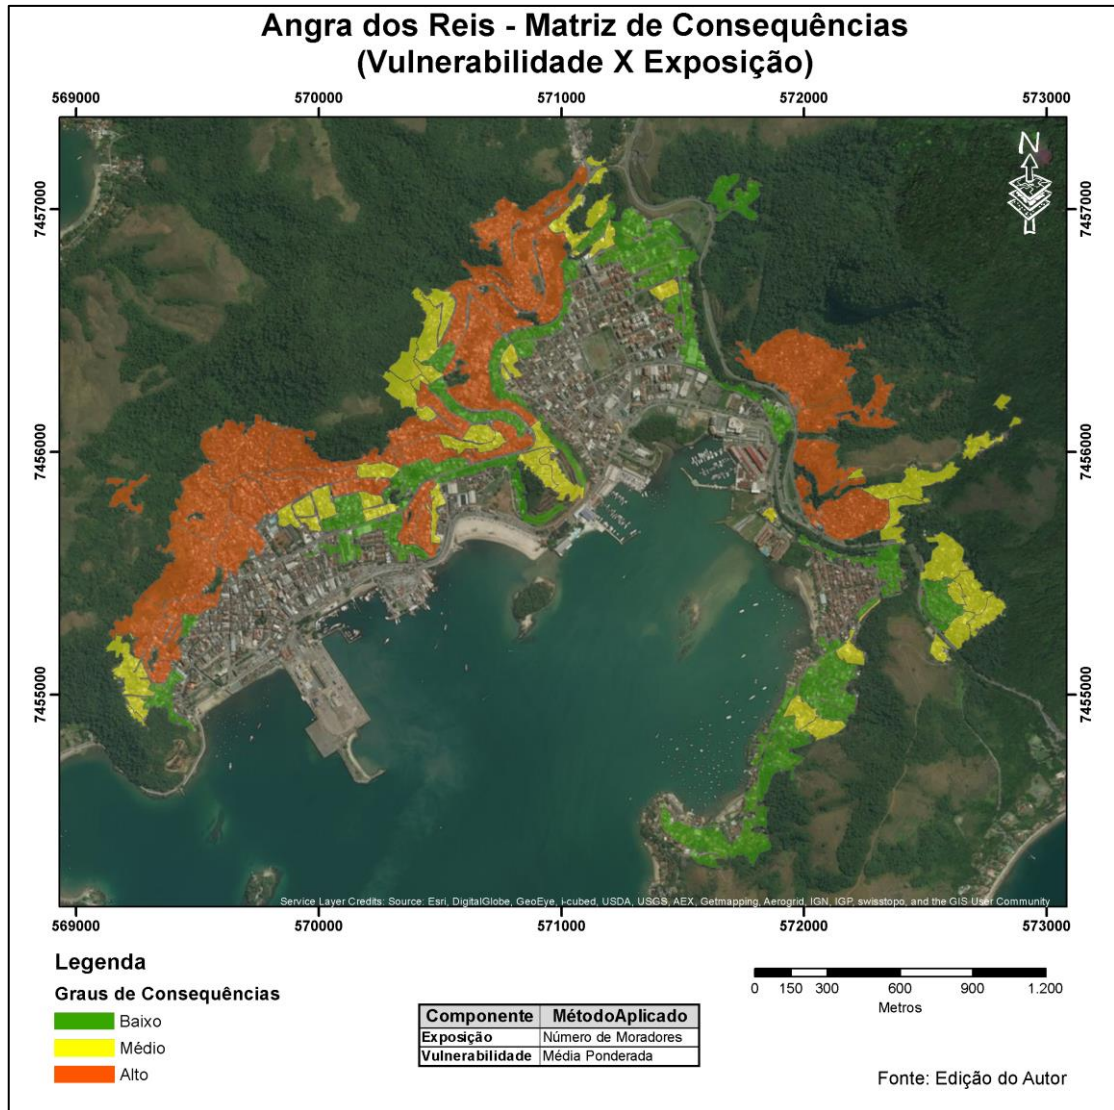 Angra dos Reis - Matriz de Consequências
(Vulnerabilidade X Exposição)
569000 570000 571000 572000 573000
N
7457000 7457000
7456000 7456000
7455000 7455000
Service Layer Credits: Source: Esri, DigitalGlobe, GeoEye, i-cubed, USDA, USGS, AEX, Getmapping, Aerogrid, IGN, IGP, swisstopo, and the GIS User Community
569000 570000 571000 572000 573000
Legenda
Graus de Consequências
Baixo
Médio
Alto
Componente MétodoAplicado
Exposição Número de Moradores
Vulnerabilidade Média Ponderada
0 150 300 600 900 1.200
Metros
Fonte: Edição do Autor